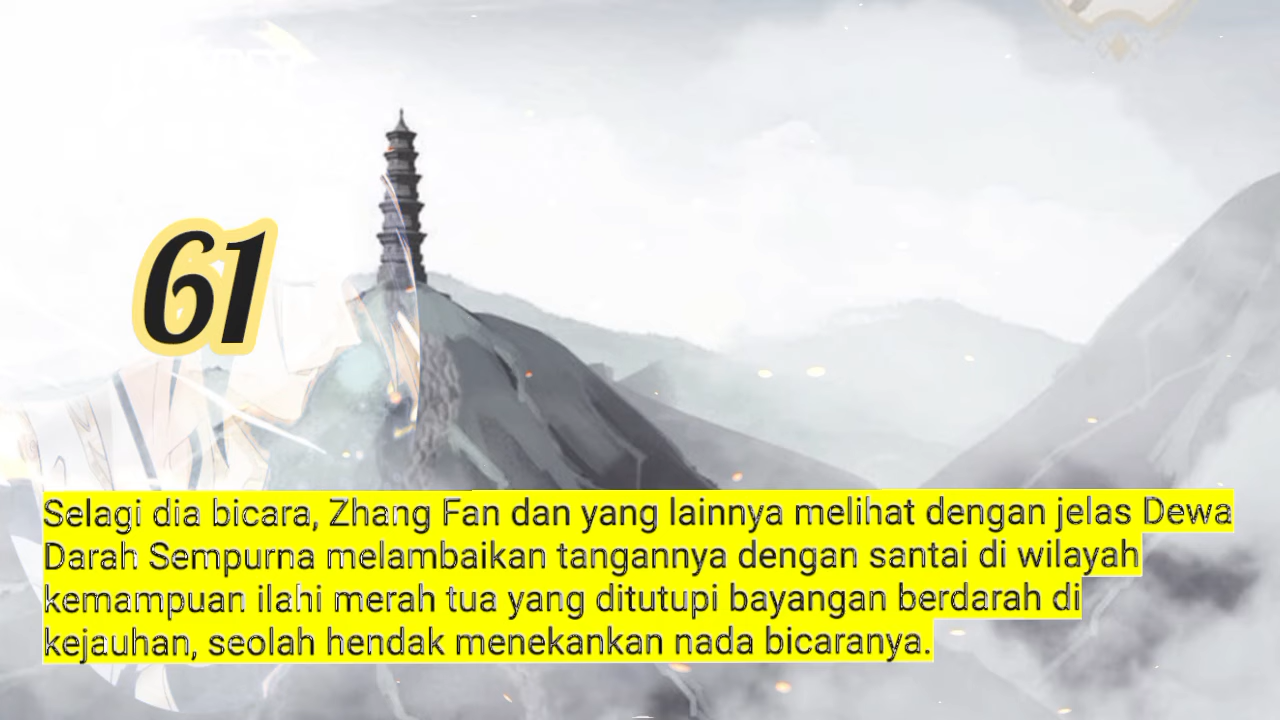 61
Selagi dia bicara, Zhang Fan dan yang lainnya melihat dengan jelas Dewa
Darah Sempurna melambaikan tangannya dengan santai di wilayah
kemampuan ilahi merah tua yang ditutupi bayangan berdarah di
kejauhan, seolah hendak menekankan nada bicaranya.